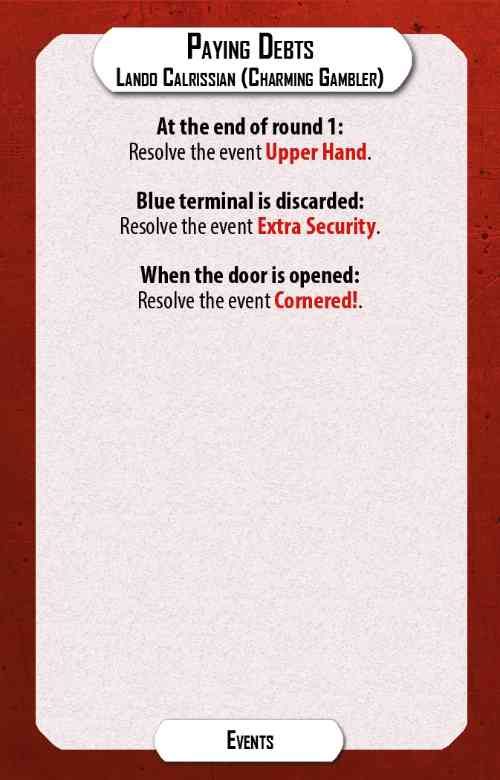 Paying Debts
Lando Calrissian (Charming Gambler)
At the end of round 1:
Resolve the event Upper Hand.
Blue terminal is discarded:
Resolve the event Extra Security.
When the door is opened:
Resolve the event Cornered!.
Events